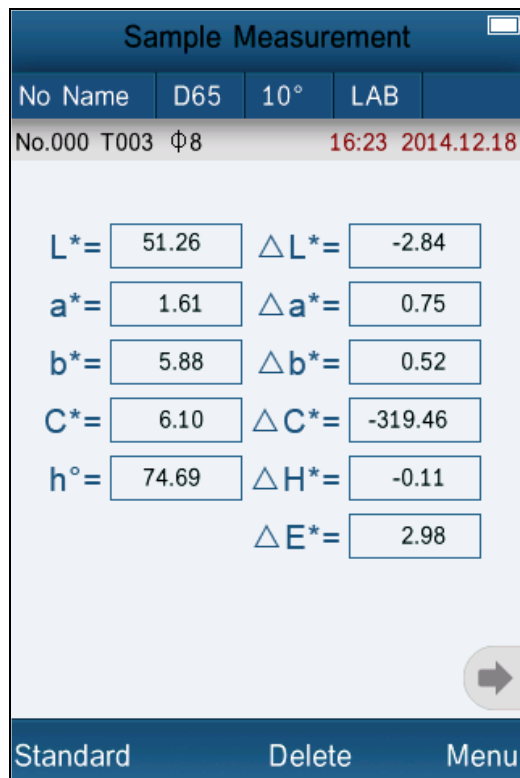 Sample Measurement
No Name D65 10° LAB
No.000 T003 Φ8 16:23 2014.12.18
L*= 51.26 △L*= -2.84
a*= 1.61 △a*= 0.75
b*= 5.88 △b*= 0.52
C*= 6.10 △C*= -319.46
h°= 74.69 △H*= -0.11
△E*= 2.98
Standard Delete Menu